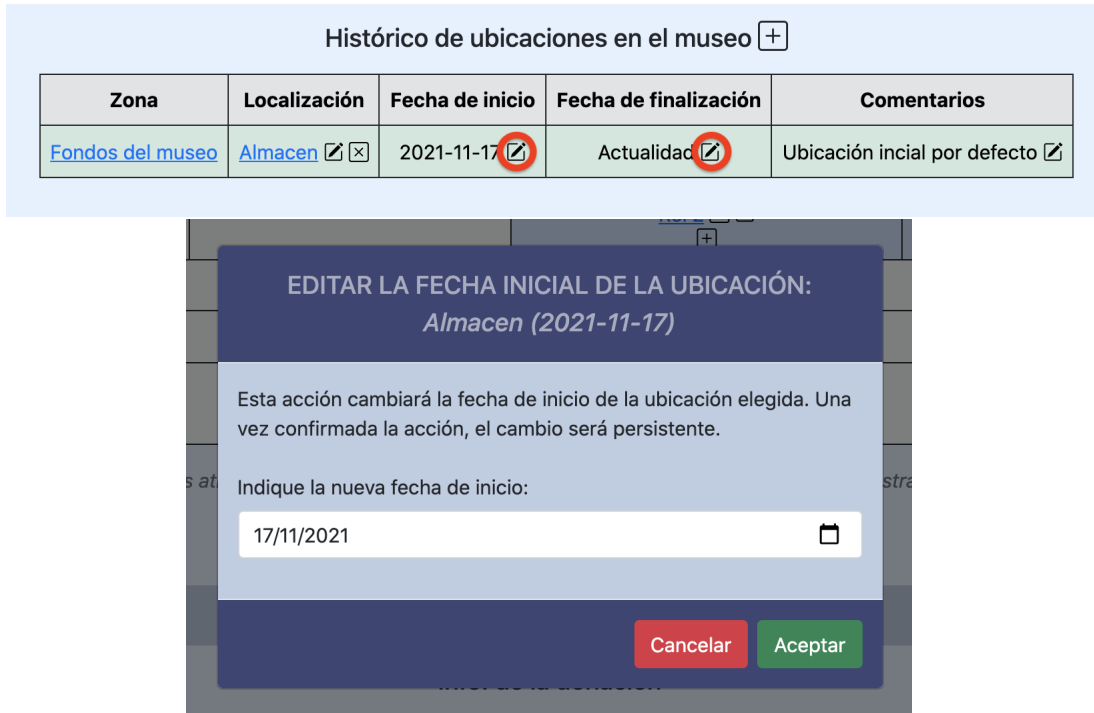 Histórico de ubicaciones en el museo
Zona Localización Fecha de inicio Fecha de finalización Comentarios
Fondos del museo Almacen 2021-11-17 Actualidad Ubicación incial por defecto
EDITAR LA FECHA INICIAL DE LA UBICACIÓN:
Almacen (2021-11-17)
Esta acción cambiará la fecha de inicio de la ubicación elegida. Una
vez confirmada la acción, el cambio será persistente.
Indique la nueva fecha de inicio:
17/11/2021
Cancelar Aceptar